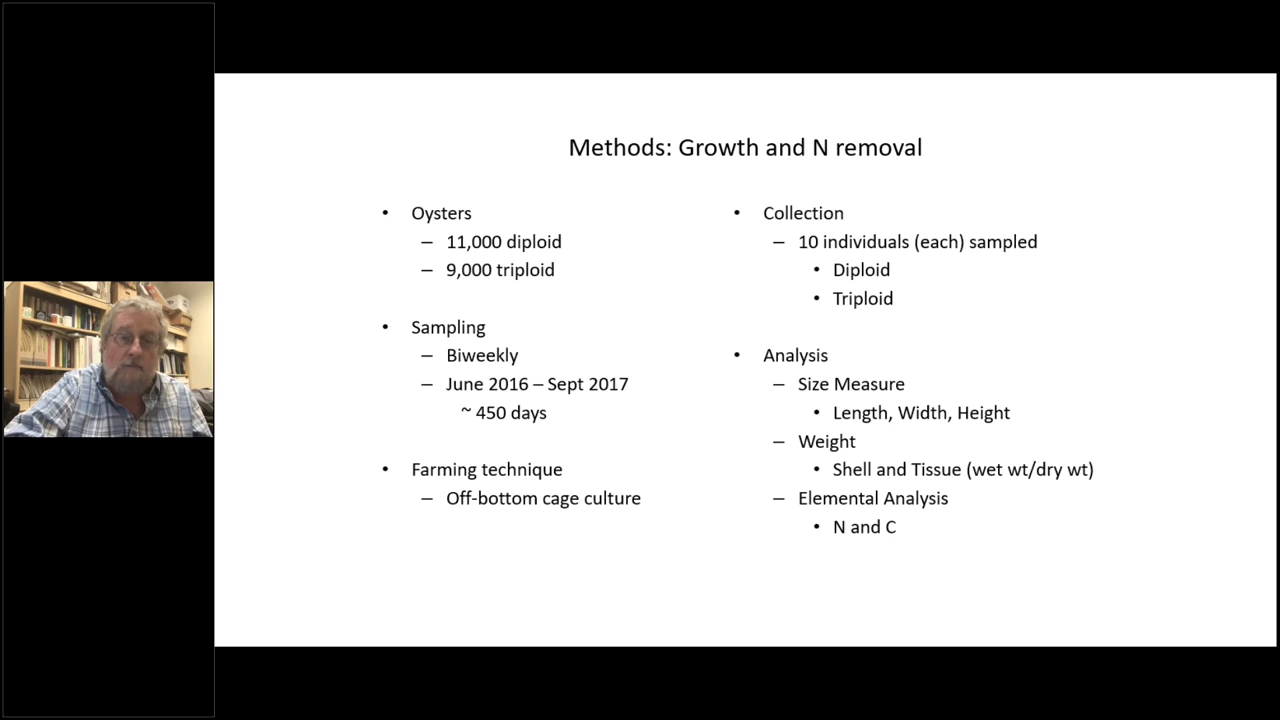 Methods: Growth and N removal
• Oysters
– 11,000 diploid
– 9,000 triploid
• Sampling
– Biweekly
– June 2016 – Sept 2017
~ 450 days
• Farming technique
– Off-bottom cage culture
• Collection
– 10 individuals (each) sampled
• Diploid
• Triploid
• Analysis
– Size Measure
• Length, Width, Height
– Weight
• Shell and Tissue (wet wt/dry wt)
– Elemental Analysis
• N and C